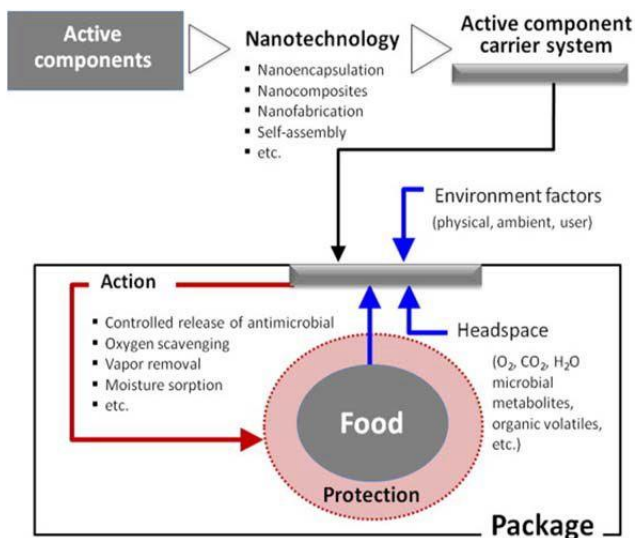 Active
components
Nanotechnology
▪ Nanoencapsulation
▪ Nanocomposites
▪ Nanofabrication
▪ Self-assembly
▪ etc.
Active component
carrier system
Environment factors
(physical, ambient, user)
Action
▪ Controlled release of antimicrobial
▪ Oxygen scavenging
▪ Vapor removal
▪ Moisture sorption
▪ etc.
Headspace
(O₂, CO₂, H₂O
microbial
metabolites,
organic volatiles,
etc.)
Food
Protection
Package